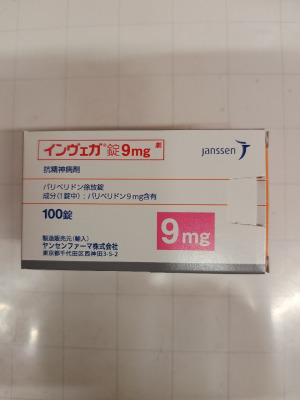 インヴェガ®錠9mg 劇
janssen
抗精神病剤
パリペリドン徐放錠
成分(1錠中):パリペリドン9mg含有
100錠
9mg
製造販売元(輸入)
ヤンセンファーマ株式会社
東京都千代田区西神田3-5-2